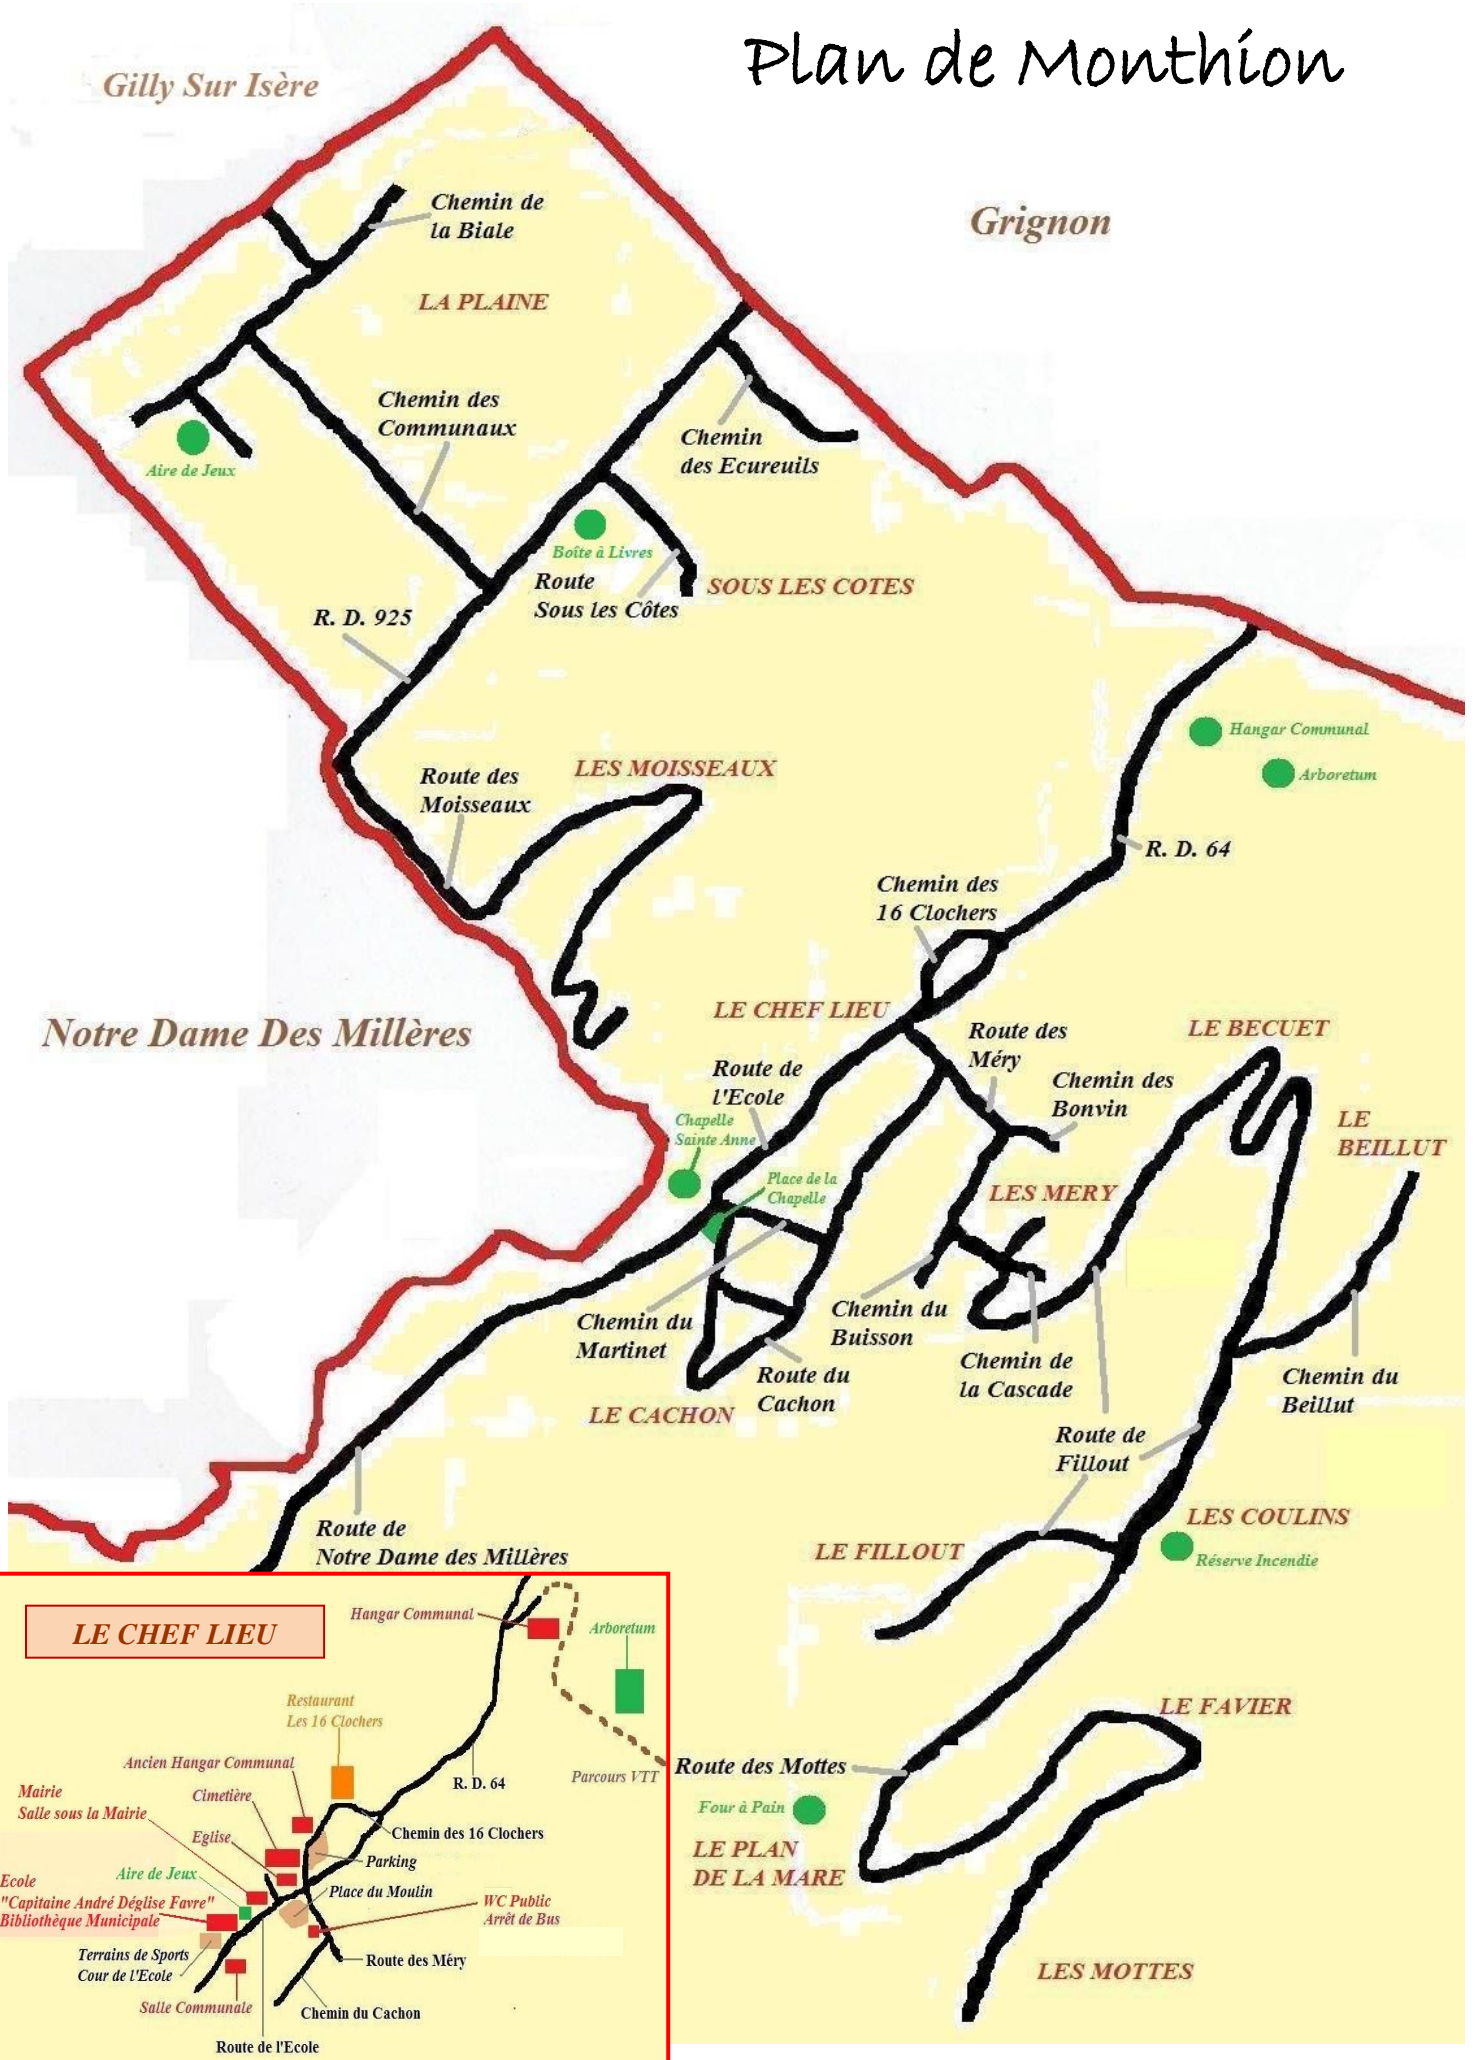 Plan de Monthion
Gilly Sur Isère
Grignon
Chemin de
la Biale
LA PLAINE
Chemin des
Communaux
Chemin
des Ecureuils
Aire de Jeux
Boîte à Livres
Route
Sous les Côtes
SOUS LES COTES
R. D. 925
Hangar Communal
Arboretum
Route des
Moisseaux
LES MOISSEAUX
R. D. 64
Chemin des
16 Clochers
LE CHEF LIEU
Notre Dame Des Millères
Route des
Méry
LE BECUET
Route de
l'Ecole
Chemin des
Bonvin
Chapelle
Sainte Anne
LE
BEILLUT
Place de la
Chapelle
LES MERY
Chemin du
Martinet
Chemin du
Buisson
Route du
Cachon
Chemin de
la Cascade
Chemin du
Beillut
LE CACHON
Route de
Fillout
Route de
Notre Dame des Millères
LES COULINS
Réserve Incendie
LE FILLOUT
LE FAVIER
Route des Mottes
Four à Pain
LE PLAN
DE LA MARE
LES MOTTES
LE CHEF LIEU
Hangar Communal
Arboretum
Restaurant
Les 16 Clochers
Ancien Hangar Communal
Parcours VTT
R. D. 64
Mairie
Salle sous la Mairie
Cimetière
Chemin des 16 Clochers
Eglise
Parking
Aire de Jeux
Ecole
"Capitaine André Déglise Favre"
Bibliothèque Municipale
Place du Moulin
WC Public
Arrêt de Bus
Terrains de Sports
Cour de l'Ecole
Route des Méry
Salle Communale
Chemin du Cachon
Route de l'Ecole